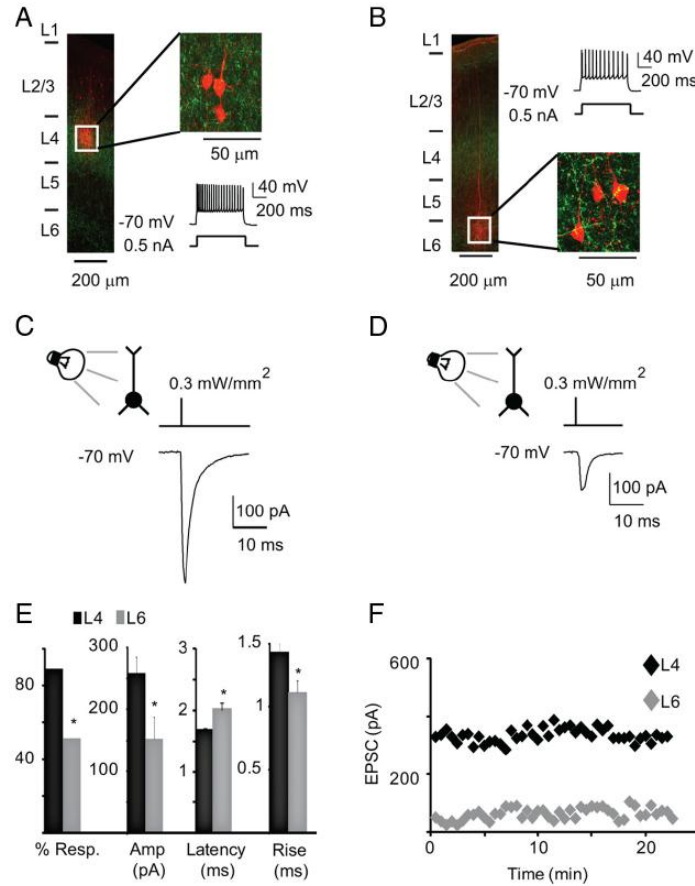 A
L1
L2/3
L4
L5
L6
200 µm
50 µm
40 mV
200 ms
-70 mV
0.5 nA
B
L1
L2/3
L4
L5
L6
200 µm
50 µm
40 mV
200 ms
-70 mV
0.5 nA
C
0.3 mW/mm²
-70 mV
100 pA
10 ms
D
0.3 mW/mm²
-70 mV
100 pA
10 ms
E
L4 L6
80
40
% Resp.
300
200
150
100
*
Amp
(pA)
3
2
1
*
Latency
(ms)
1.5
1
0.5
*
Rise
(ms)
*
F
L4
L6
600
200
EPSC (pA)
0 10 20
Time (min)